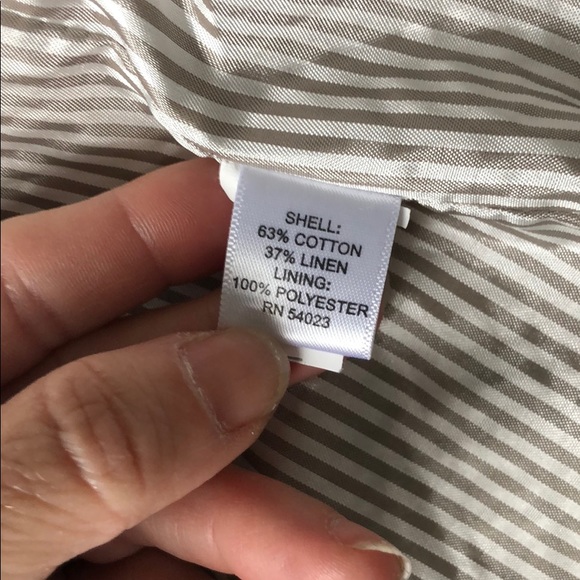 SHELL:
63% COTTON
37% LINEN
LINING:
100% POLYESTER
RN 54023